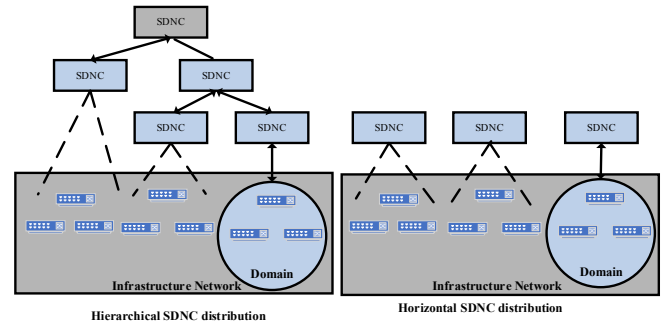 SDNC
SDNC
SDNC
SDNC
SDNC
Domain
Infrastructure Network
Hierarchical SDNC distribution
SDNC
SDNC
SDNC
Domain
Infrastructure Network
Horizontal SDNC distribution